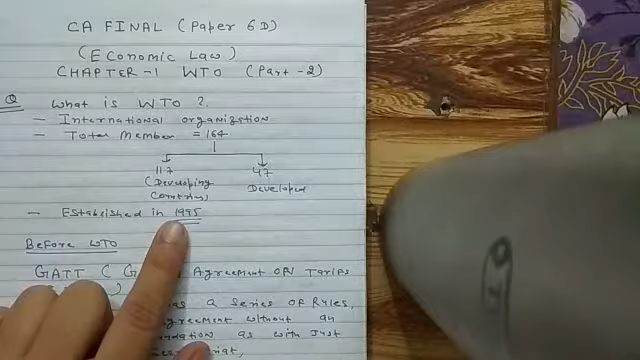 CA FINAL (Paper 6D)
(Economic Law)
CHAPTER-1 WTO (Part-2)
Q What is WTO ?
- International organization
- Total Member = 164
117 47
(Developing Developed
Countries)
- Established in 1995
Before WTO
GATT ( G Agreement ON Tarifs
)
as a series of Rules,
agreement without an
as with Just